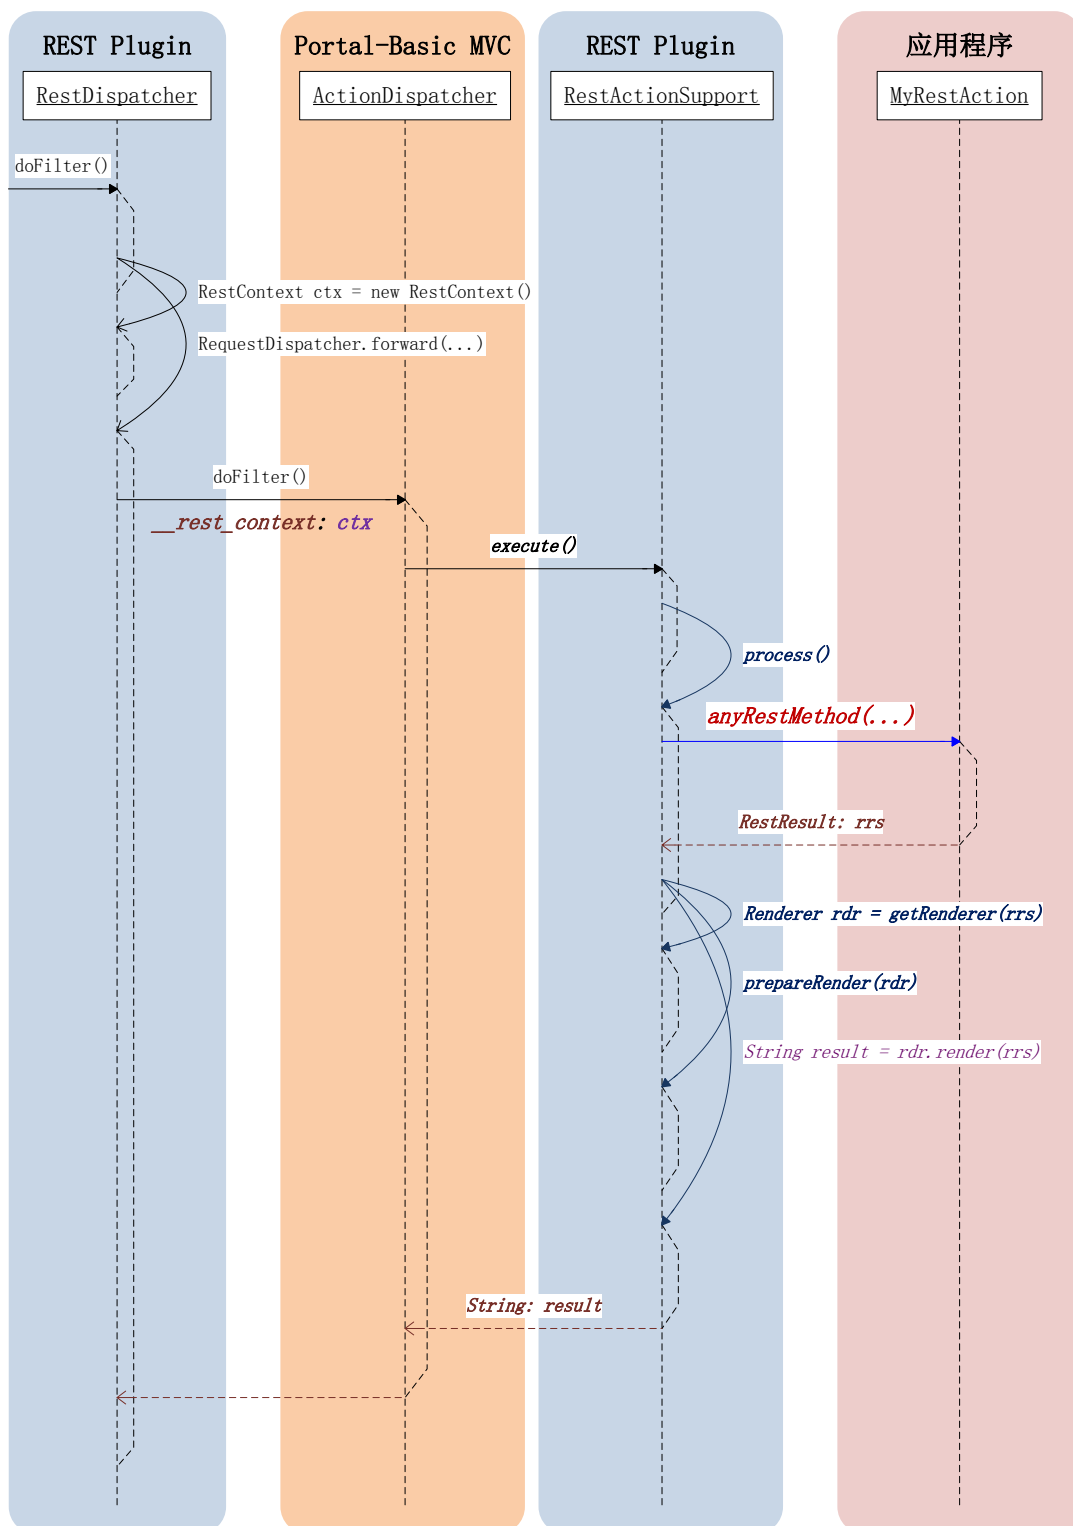 REST Plugin
Portal-Basic MVC
REST Plugin
应用程序
RestDispatcher
ActionDispatcher
RestActionSupport
MyRestAction
doFilter()
RestContext ctx = new RestContext()
RequestDispatcher.forward(...)
doFilter()
__rest_context: ctx
execute()
process()
anyRestMethod(...)
RestResult: rrs
Renderer rdr = getRenderer(rrs)
prepareRender(rdr)
String result = rdr.render(rrs)
String: result